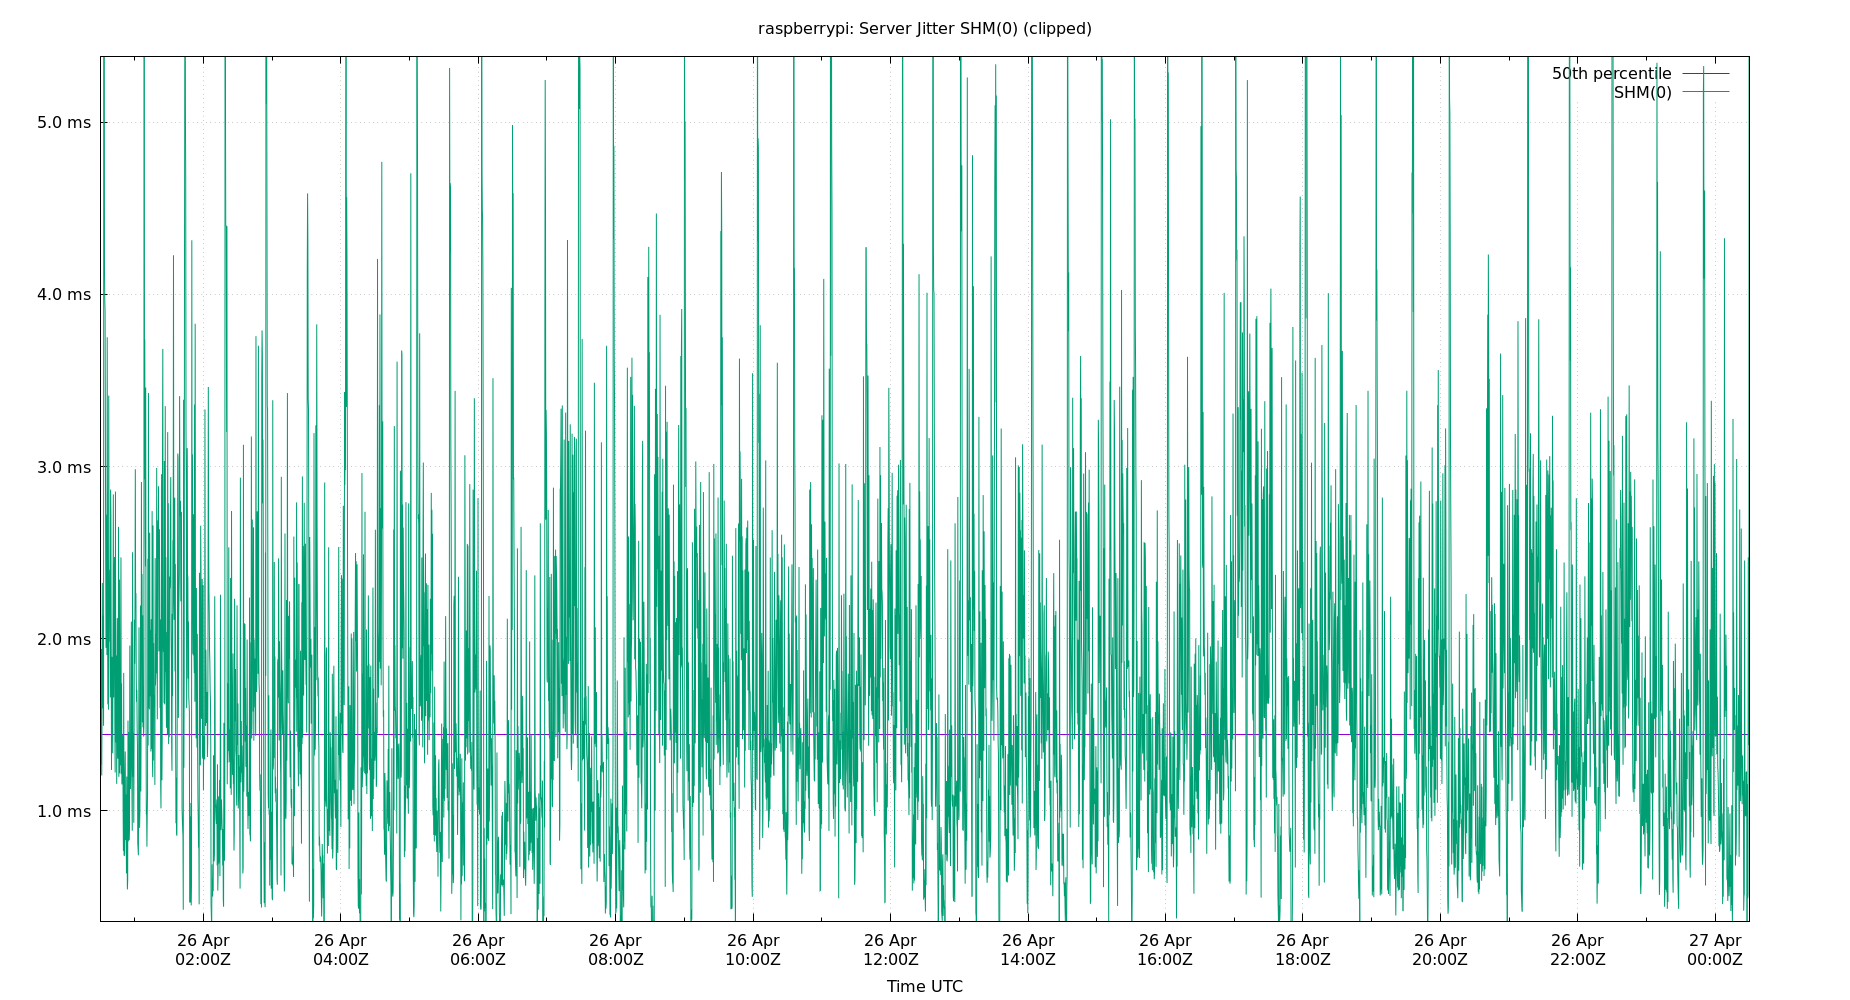 raspberrypi: Server Jitter SHM(0) (clipped)
50th percentile
SHM(0)
5.0 ms
4.0 ms
3.0 ms
2.0 ms
1.0 ms
26 Apr 26 Apr 26 Apr 26 Apr 26 Apr 26 Apr 26 Apr 26 Apr 26 Apr 26 Apr 26 Apr 27 Apr
02:00Z 04:00Z 06:00Z 08:00Z 10:00Z 12:00Z 14:00Z 16:00Z 18:00Z 20:00Z 22:00Z 00:00Z
Time UTC